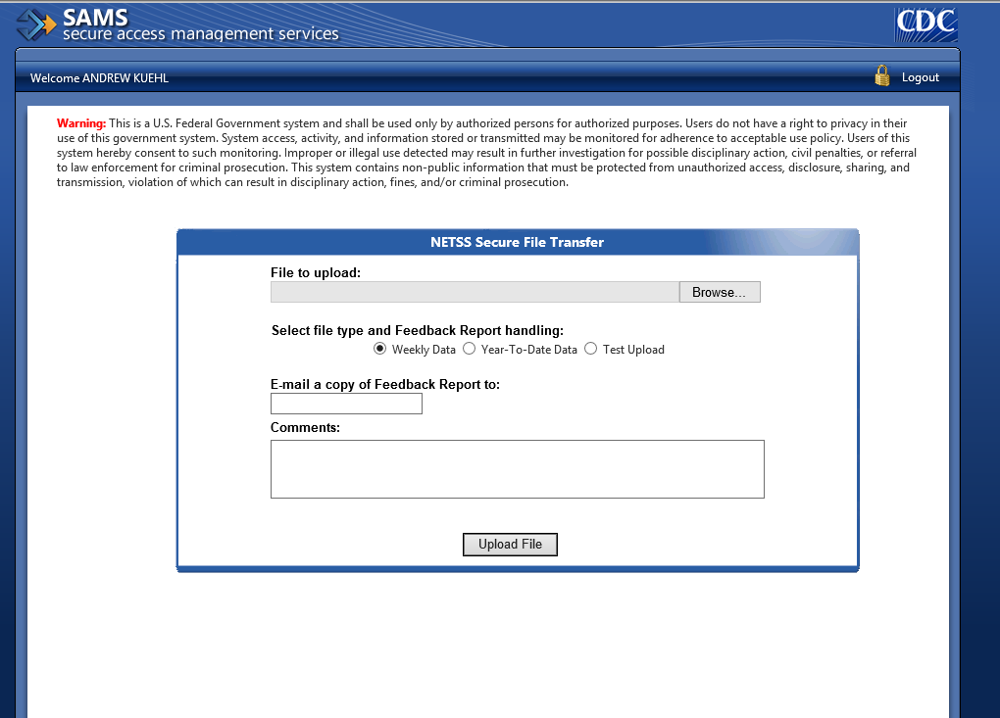 SAMS
secure access management services
CDC
Welcome ANDREW KUEHL
Logout
Warning: This is a U.S. Federal Government system and shall be used only by authorized persons for authorized purposes. Users do not have a right to privacy in their
use of this government system. System access, activity, and information stored or transmitted may be monitored for adherence to acceptable use policy. Users of this
system hereby consent to such monitoring. Improper or illegal use detected may result in further investigation for possible disciplinary action, civil penalties, or referral
to law enforcement for criminal prosecution. This system contains non-public information that must be protected from unauthorized access, disclosure, sharing, and
transmission, violation of which can result in disciplinary action, fines, and/or criminal prosecution.
NETSS Secure File Transfer
File to upload:
Browse...
Select file type and Feedback Report handling:
Weekly Data Year-To-Date Data Test Upload
E-mail a copy of Feedback Report to:
Comments:
Upload File